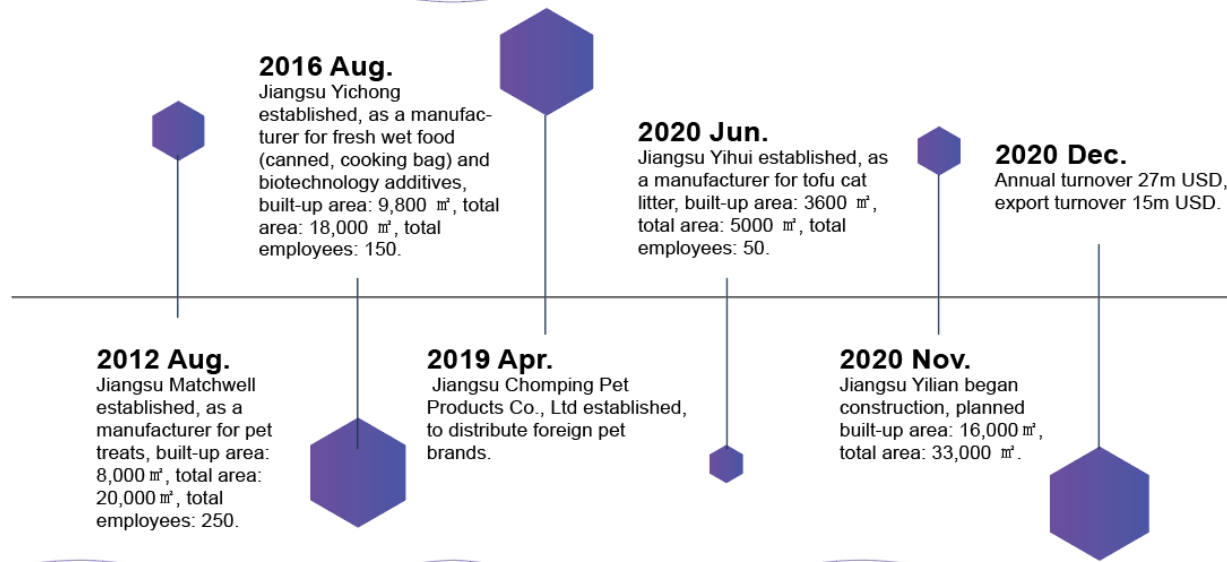 2016 Aug.
Jiangsu Yichong
established, as a manufac-
turer for fresh wet food
(canned, cooking bag) and
biotechnology additives,
built-up area: 9,800 ㎡, total
area: 18,000 ㎡, total
employees: 150.
2020 Jun.
Jiangsu Yihui established, as
a manufacturer for tofu cat
litter, built-up area: 3600 ㎡,
total area: 5000 ㎡, total
employees: 50.
2020 Dec.
Annual turnover 27m USD,
export turnover 15m USD.
2012 Aug.
Jiangsu Matchwell
established, as a
manufacturer for pet
treats, built-up area:
8,000 ㎡, total area:
20,000 ㎡, total
employees: 250.
2019 Apr.
Jiangsu Chomping Pet
Products Co., Ltd established,
to distribute foreign pet
brands.
2020 Nov.
Jiangsu Yilian began
construction, planned
built-up area: 16,000 ㎡,
total area: 33,000 ㎡.